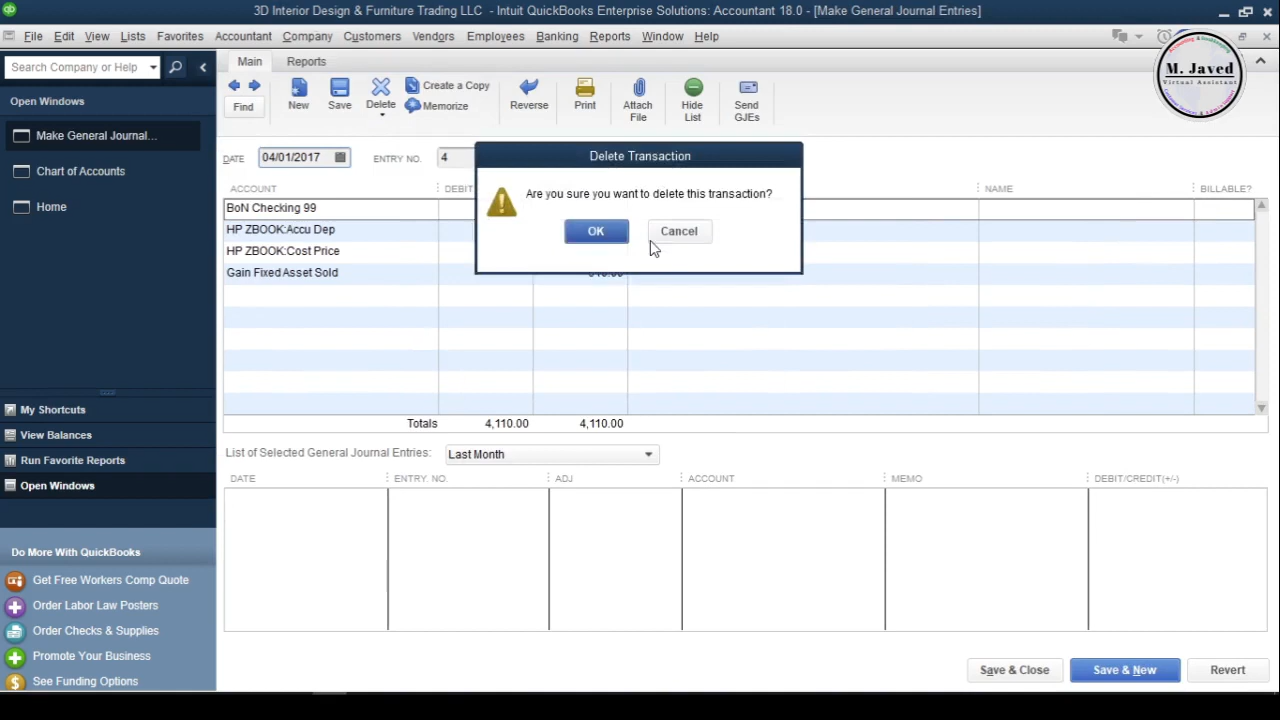 3D Interior Design & Furniture Trading LLC - Intuit QuickBooks Enterprise Solutions: Accountant 18.0 - [Make General Journal Entries]
File Edit View Lists Favorites Accountant Company Customers Vendors Employees Banking Reports Window Help
Search Company or Help
Main Reports
M. Javed
Virtual Assistant
Find
New
Save
Delete
Create a Copy
Memorize
Reverse
Print
Attach
File
Hide
List
Send
GJEs
Open Windows
Make General Journal...
Chart of Accounts
Home
DATE 04/01/2017 ENTRY NO. 4
Delete Transaction
Are you sure you want to delete this transaction?
OK Cancel
ACCOUNT DEBIT NAME BILLABLE?
BoN Checking 99
HP ZBOOK:Accu Dep
HP ZBOOK:Cost Price
Gain Fixed Asset Sold
Totals 4,110.00 4,110.00
List of Selected General Journal Entries: Last Month
DATE ENTRY. NO. ADJ ACCOUNT MEMO DEBIT/CREDIT(+/-)
My Shortcuts
View Balances
Run Favorite Reports
Open Windows
Do More With QuickBooks
Get Free Workers Comp Quote
Order Labor Law Posters
Order Checks & Supplies
Promote Your Business
See Funding Options
Save & Close Save & New Revert